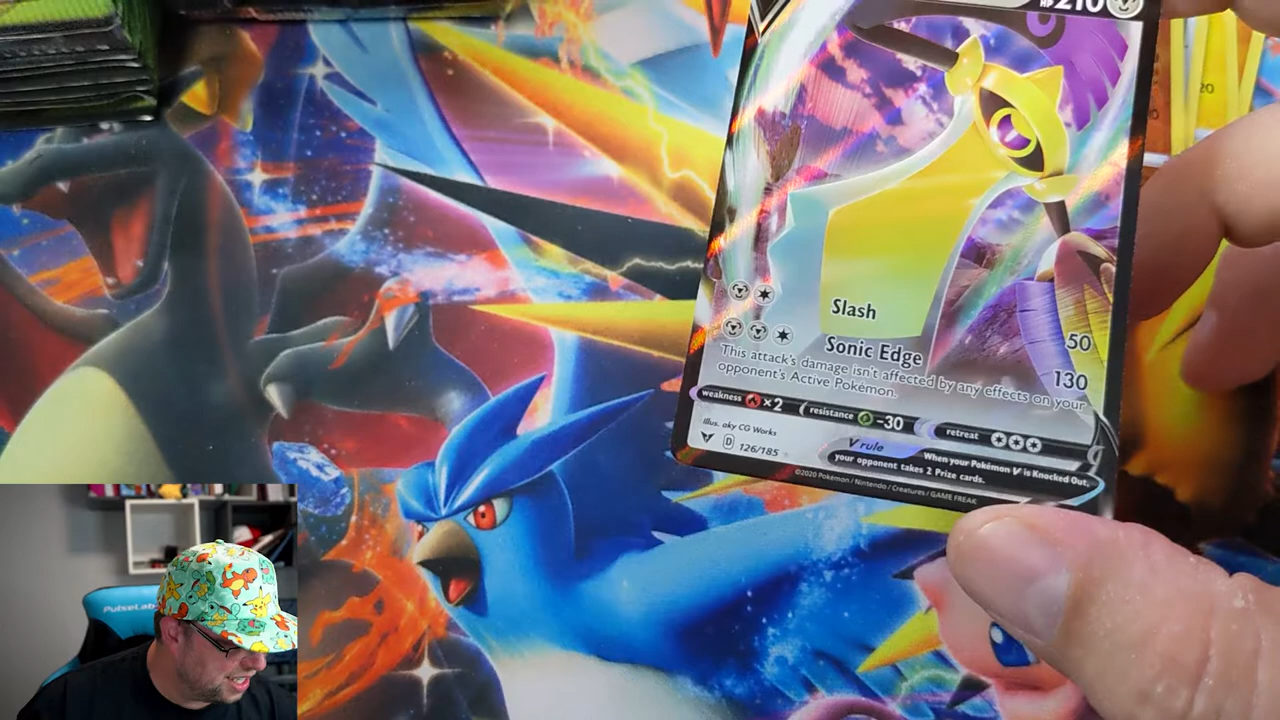 HP210
20
Slash
50
Sonic Edge
130
This attack's damage isn't affected by any effects on your
opponent's Active Pokémon.
weakness ×2 resistance -30 retreat
Illus. aky CG Works
D 126/185
V rule
When your Pokémon V is Knocked Out,
your opponent takes 2 Prize cards.
©2020 Pokémon / Nintendo / Creatures / GAME FREAK
PulseLab